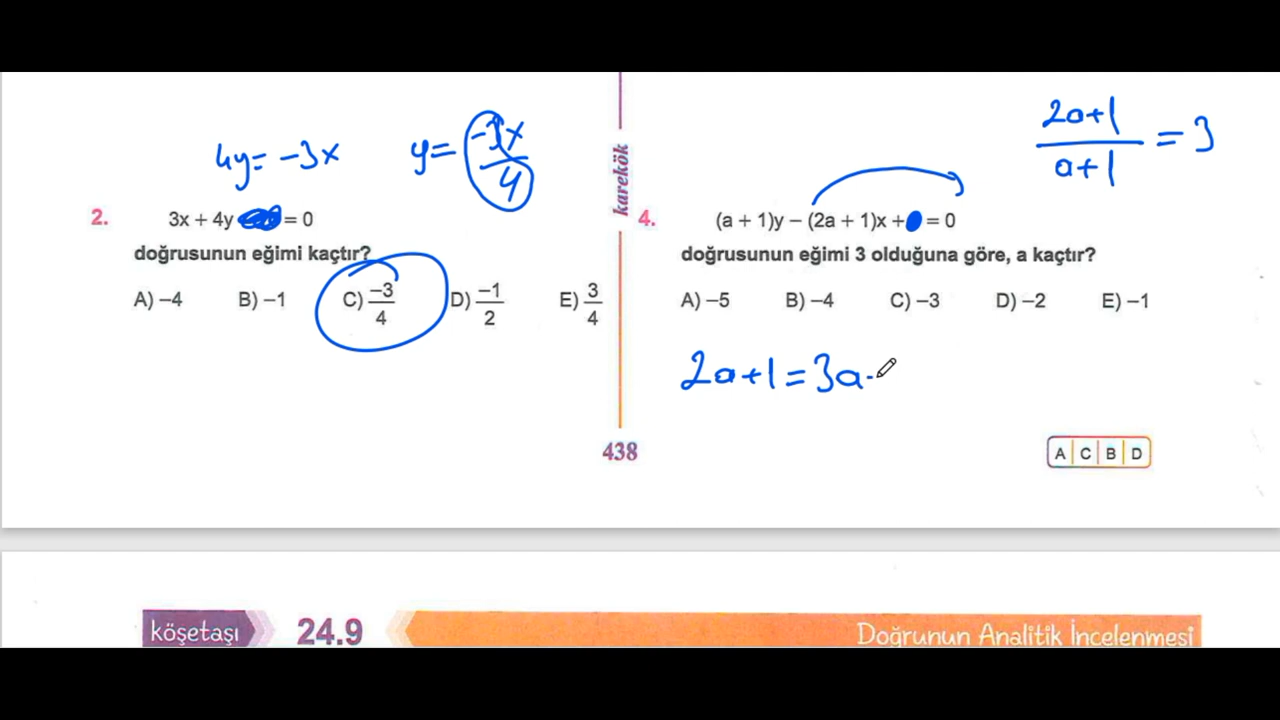 4y = -3x
y = -3x/4
2. 3x + 4y = 0
doğrusunun eğimi kaçtır?
A) –4 B) –1 C) –3/4 D) –1/2 E) 3/4
karekök
2a+1/a+1 = 3
4. (a + 1)y – (2a + 1)x + = 0
doğrusunun eğimi 3 olduğuna göre, a kaçtır?
A) –5 B) –4 C) –3 D) –2 E) –1
2a+1=3a
438
A C B D
köşetaşı 24.9 Doğrunun Analitik İncelenmesi